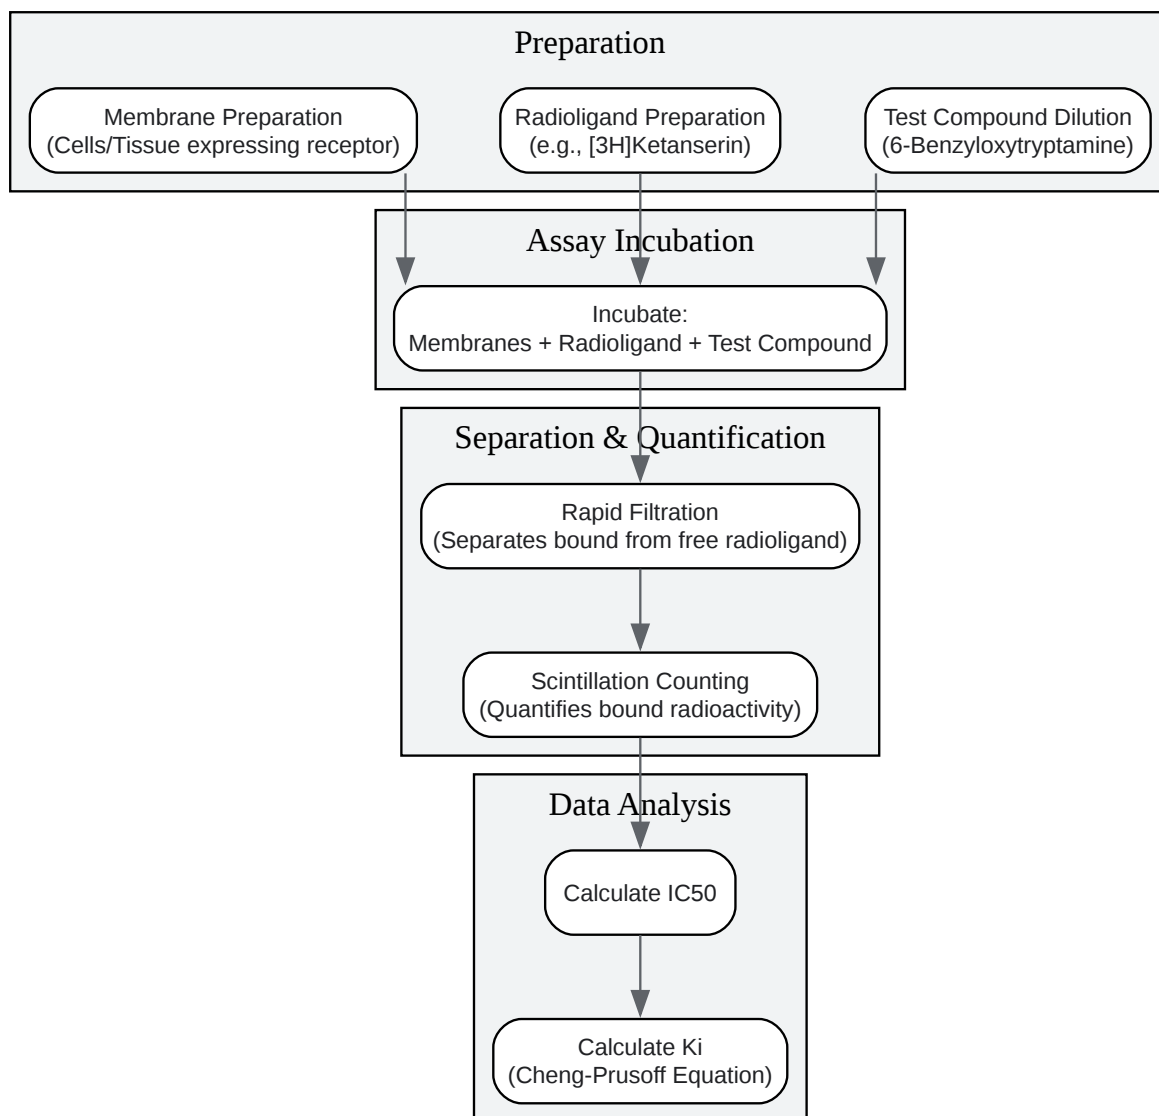 Preparation
Membrane Preparation
(Cells/Tissue expressing receptor)
Radioligand Preparation
(e.g., [3H]Ketanserin)
Test Compound Dilution
(6-Benzyloxytryptamine)
Assay Incubation
Incubate:
Membranes + Radioligand + Test Compound
Separation & Quantification
Rapid Filtration
(Separates bound from free radioligand)
Scintillation Counting
(Quantifies bound radioactivity)
Data Analysis
Calculate IC50
Calculate Ki
(Cheng-Prusoff Equation)